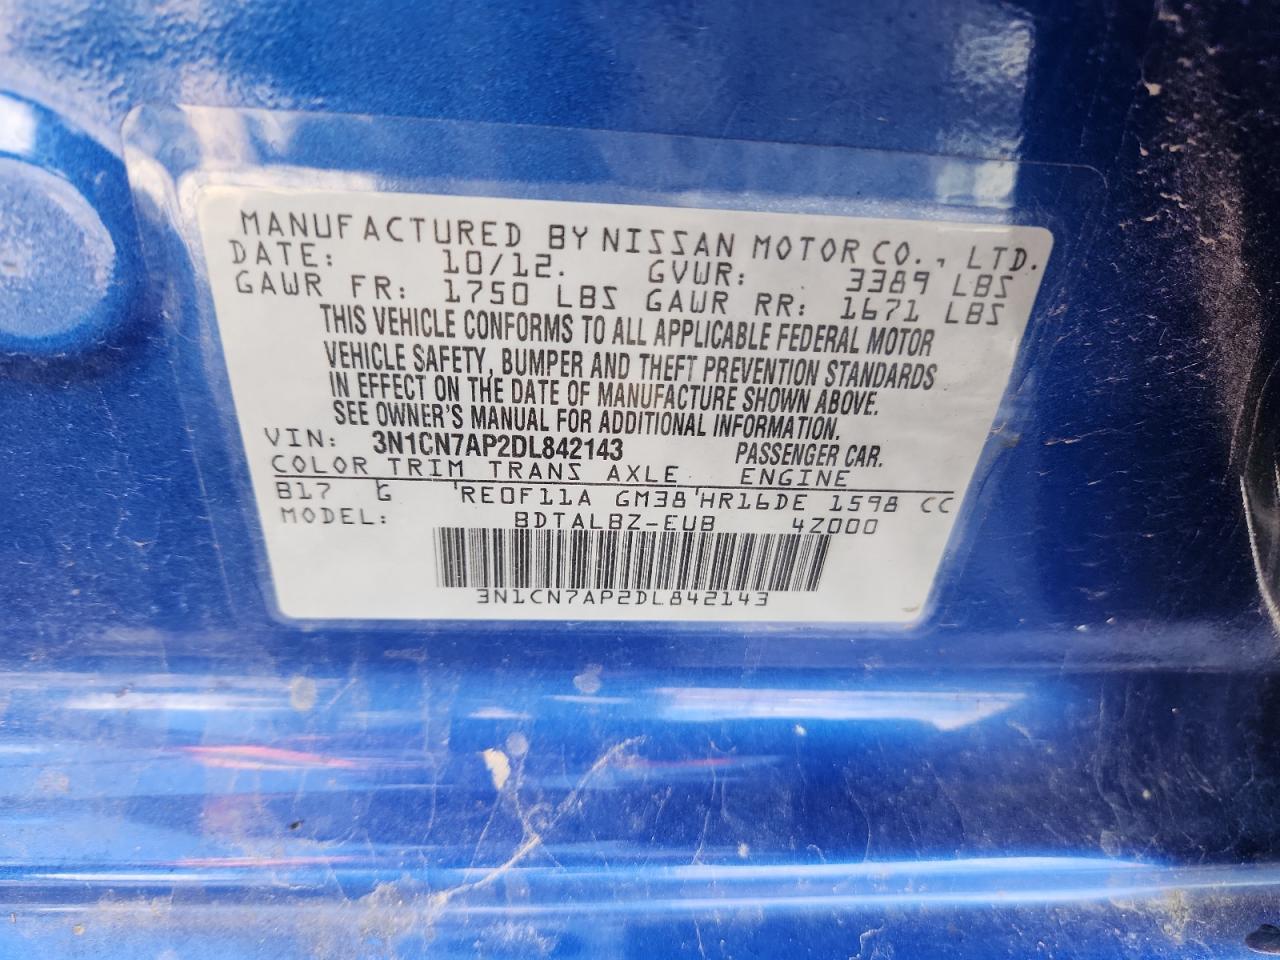 MANUFACTURED BY NISSAN MOTOR CO., LTD.
DATE: 10/12. GVWR: 3389 LBS
GAWR FR: 1750 LBS GAWR RR: 1671 LBS
THIS VEHICLE CONFORMS TO ALL APPLICABLE FEDERAL MOTOR
VEHICLE SAFETY, BUMPER AND THEFT PREVENTION STANDARDS
IN EFFECT ON THE DATE OF MANUFACTURE SHOWN ABOVE.
SEE OWNER'S MANUAL FOR ADDITIONAL INFORMATION.
VIN: 3N1CN7AP2DL842143 PASSENGER CAR.
COLOR TRIM TRANS AXLE ENGINE
B17 G RE0F11A GM38 HR16DE 1598 CC
MODEL: BDTALBZ-EUB 4Z000
3N1CN7AP2DL842143